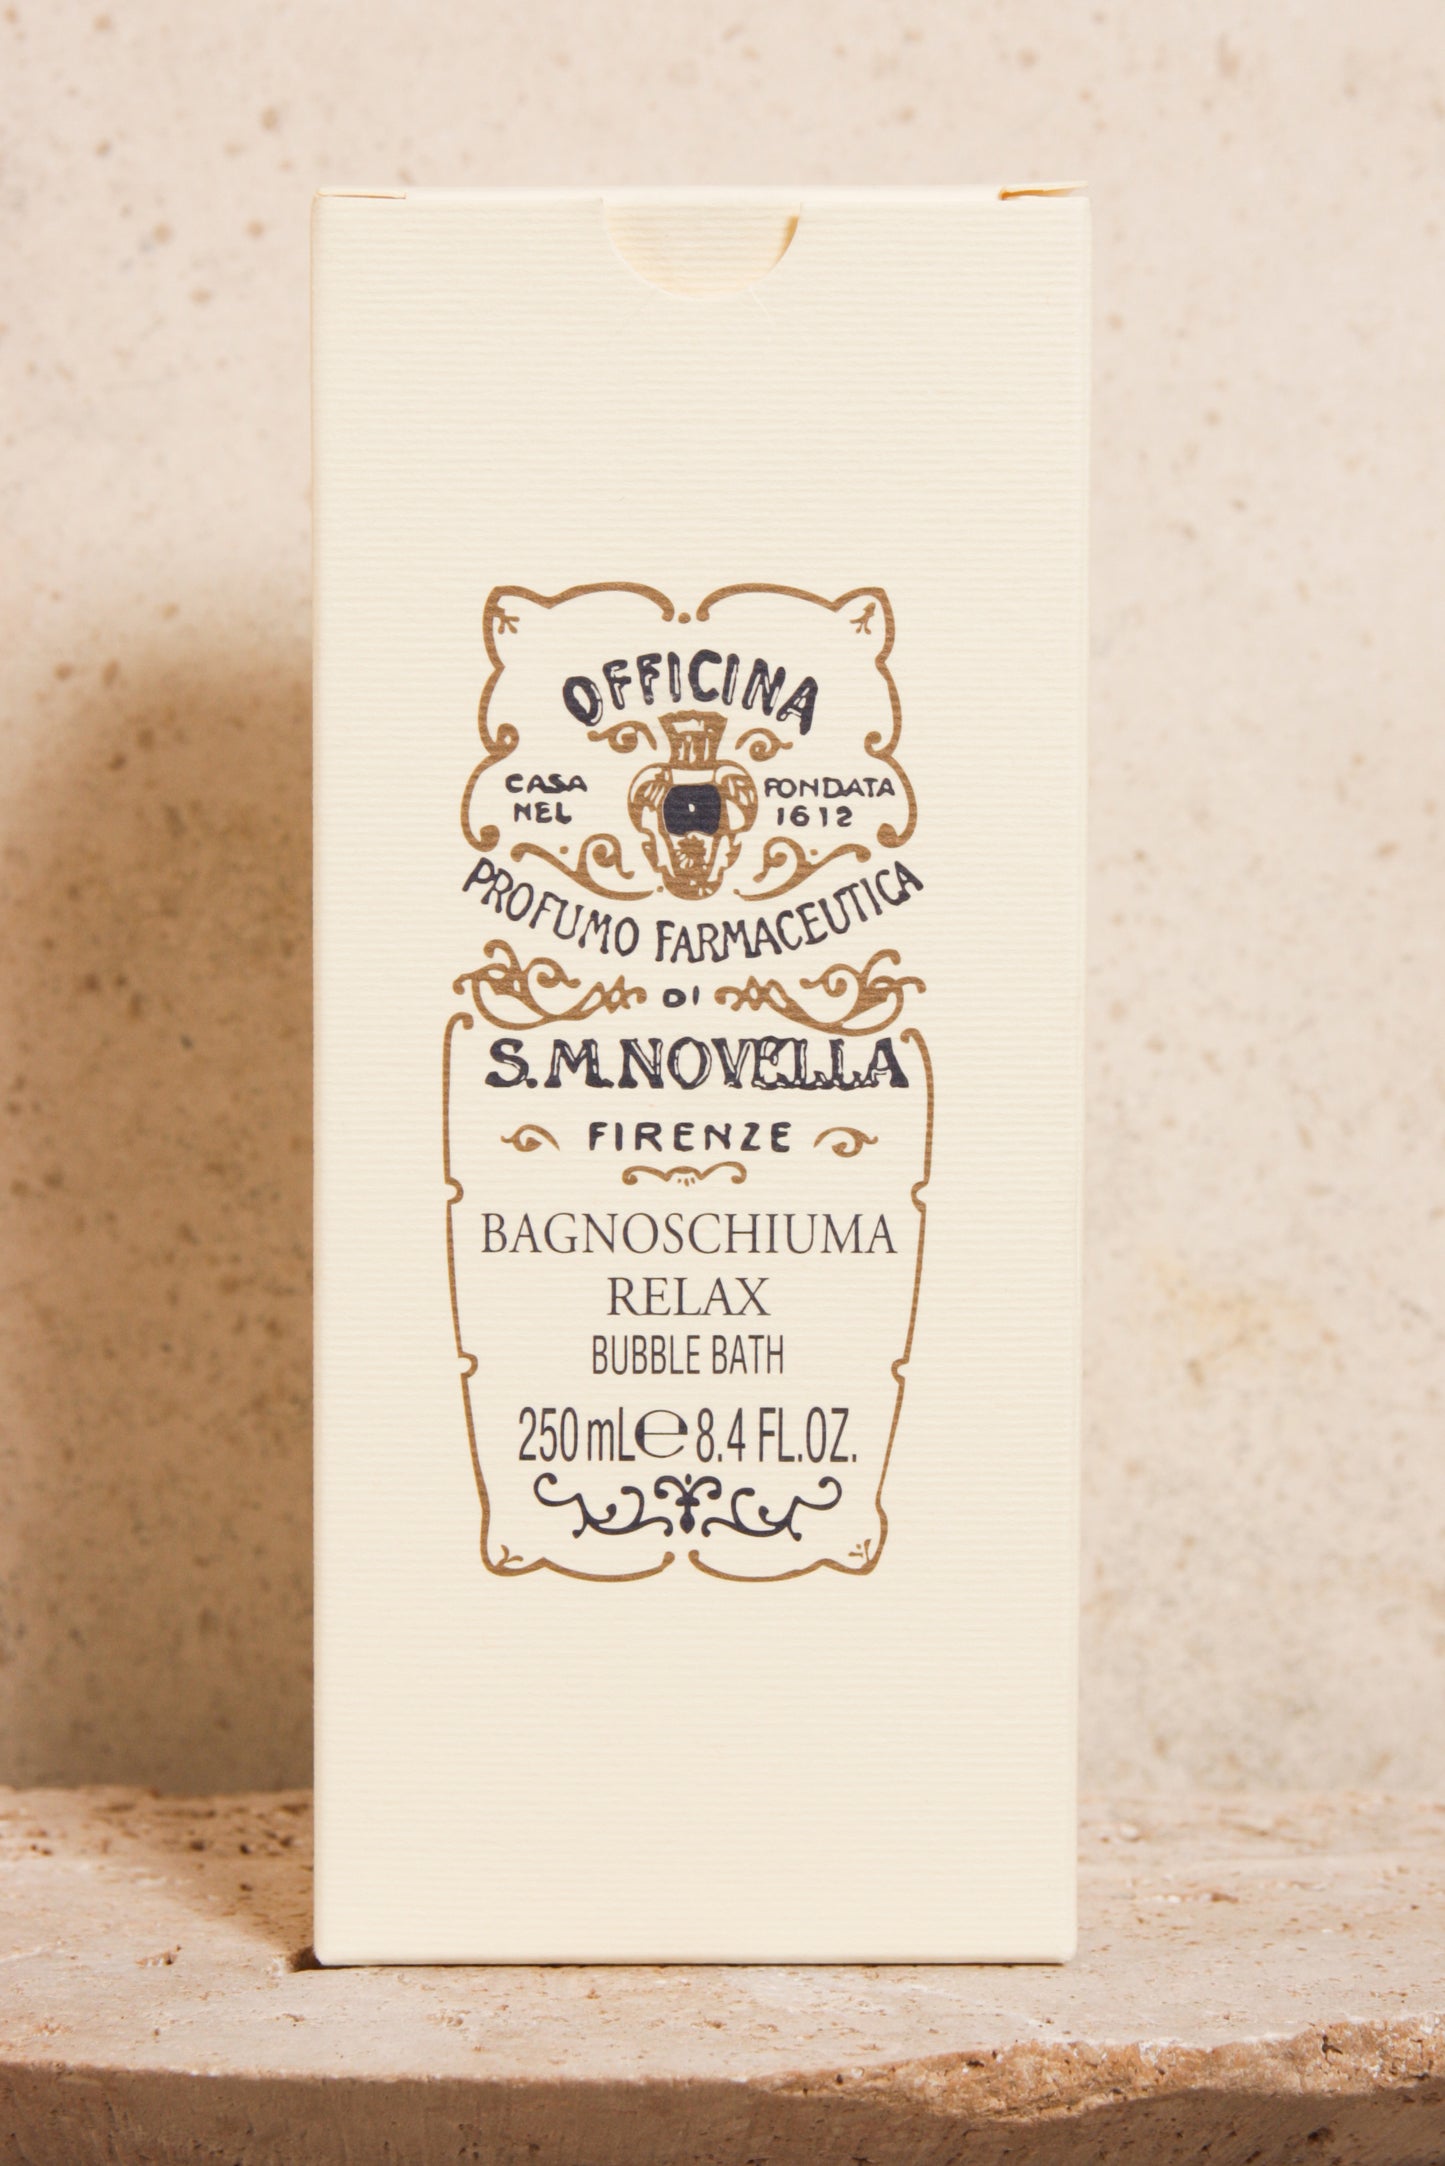 OFFICINA
CASA FONDATA
NEL 1612
PROFUMO FARMACEUTICA
DI
S.M.NOVELLA
FIRENZE
BAGNOSCHIUMA
RELAX
BUBBLE BATH
250 mL℮ 8.4 FL.OZ.